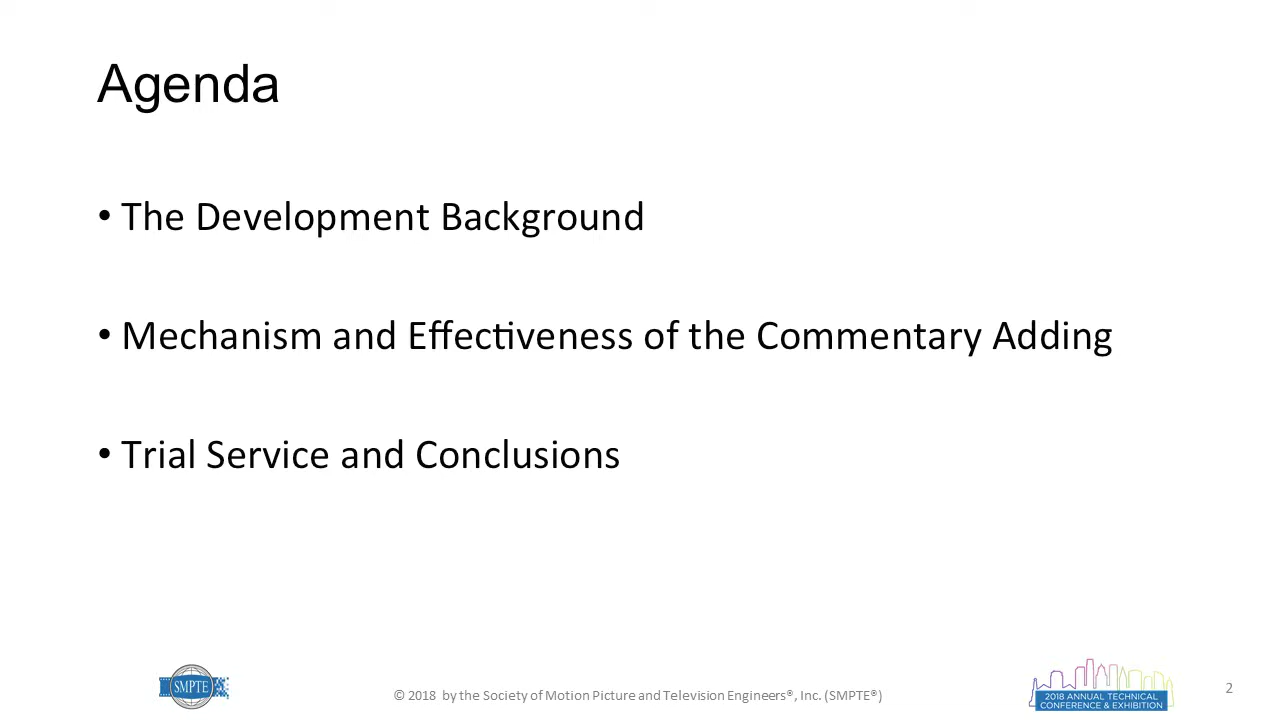 Agenda
• The Development Background
• Mechanism and Effectiveness of the Commentary Adding
• Trial Service and Conclusions
SMPTE
© 2018 by the Society of Motion Picture and Television Engineers®, Inc. (SMPTE®)
2018 ANNUAL TECHNICAL
CONFERENCE & EXHIBITION
2